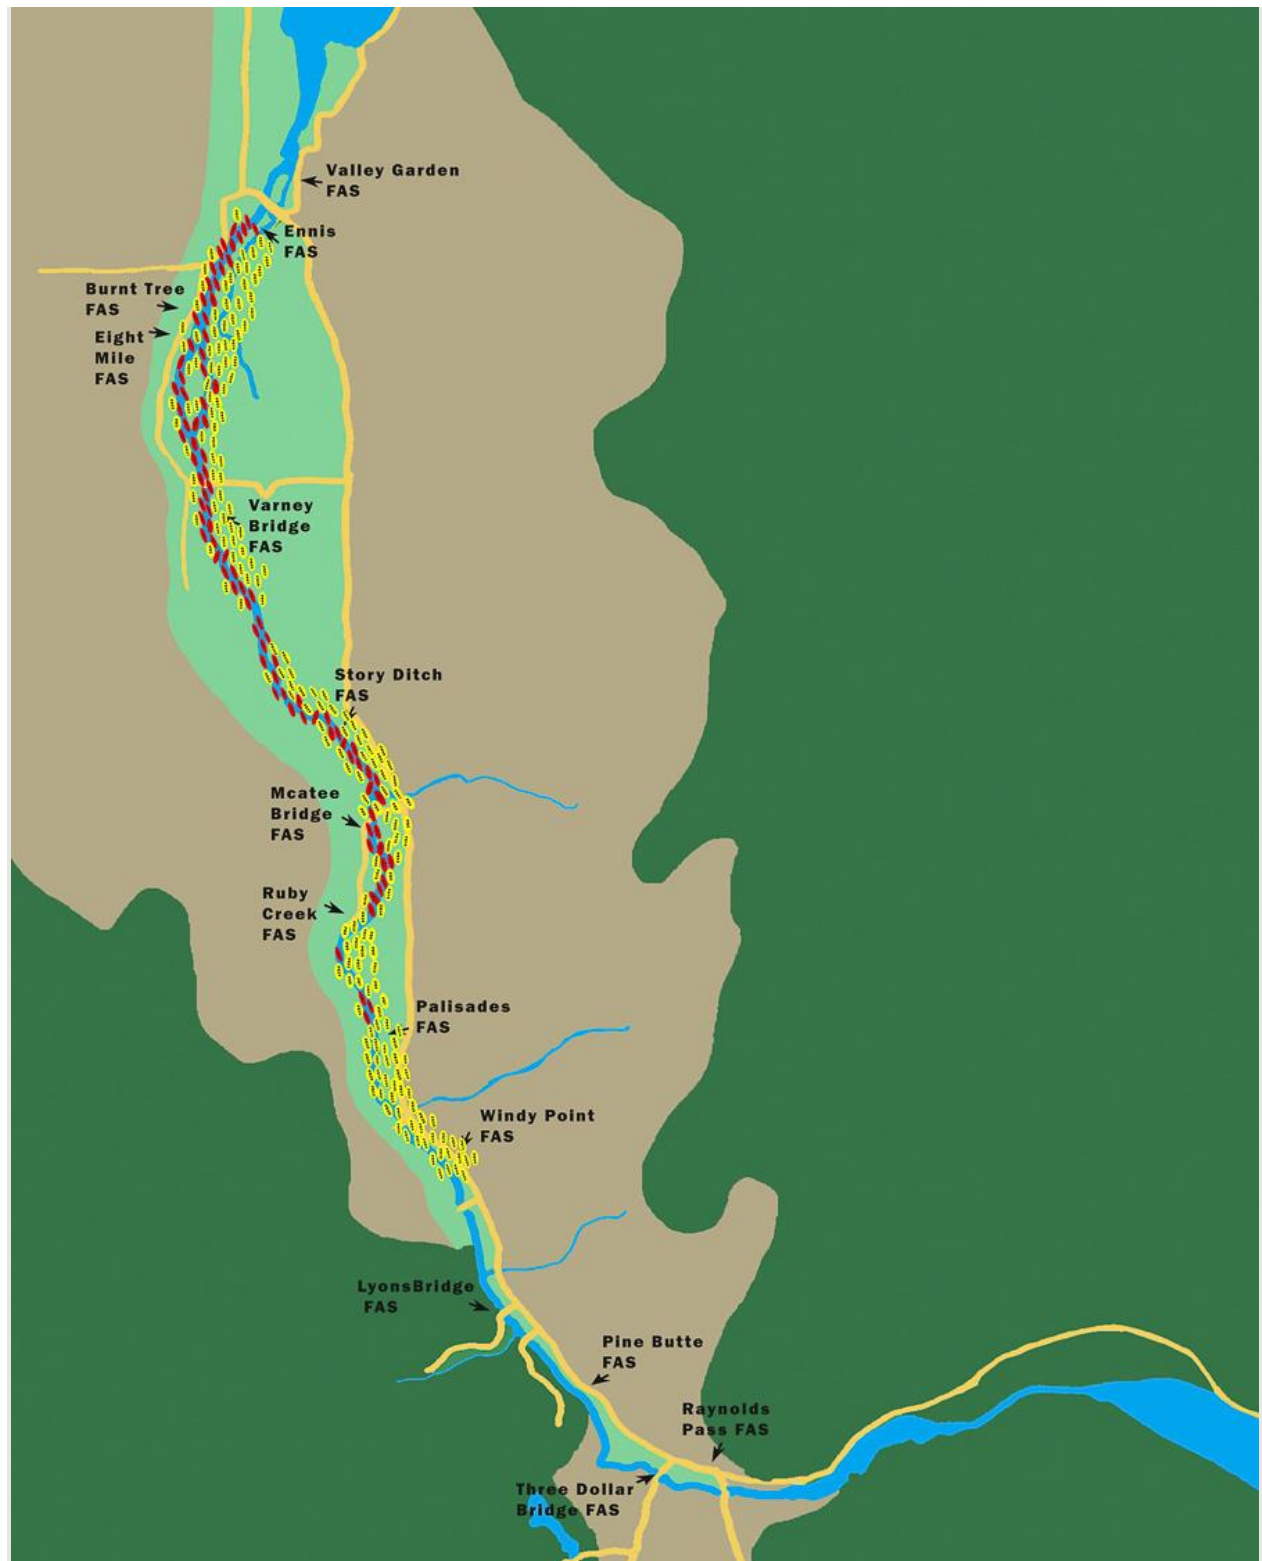 Valley Garden
FAS
Ennis
FAS
Burnt Tree
FAS
Eight
Mile
FAS
Varney
Bridge
FAS
Story Ditch
FAS
Mcatee
Bridge
FAS
Ruby
Creek
FAS
Palisades
FAS
Windy Point
FAS
LyonsBridge
FAS
Pine Butte
FAS
Raynolds
Pass FAS
Three Dollar
Bridge FAS